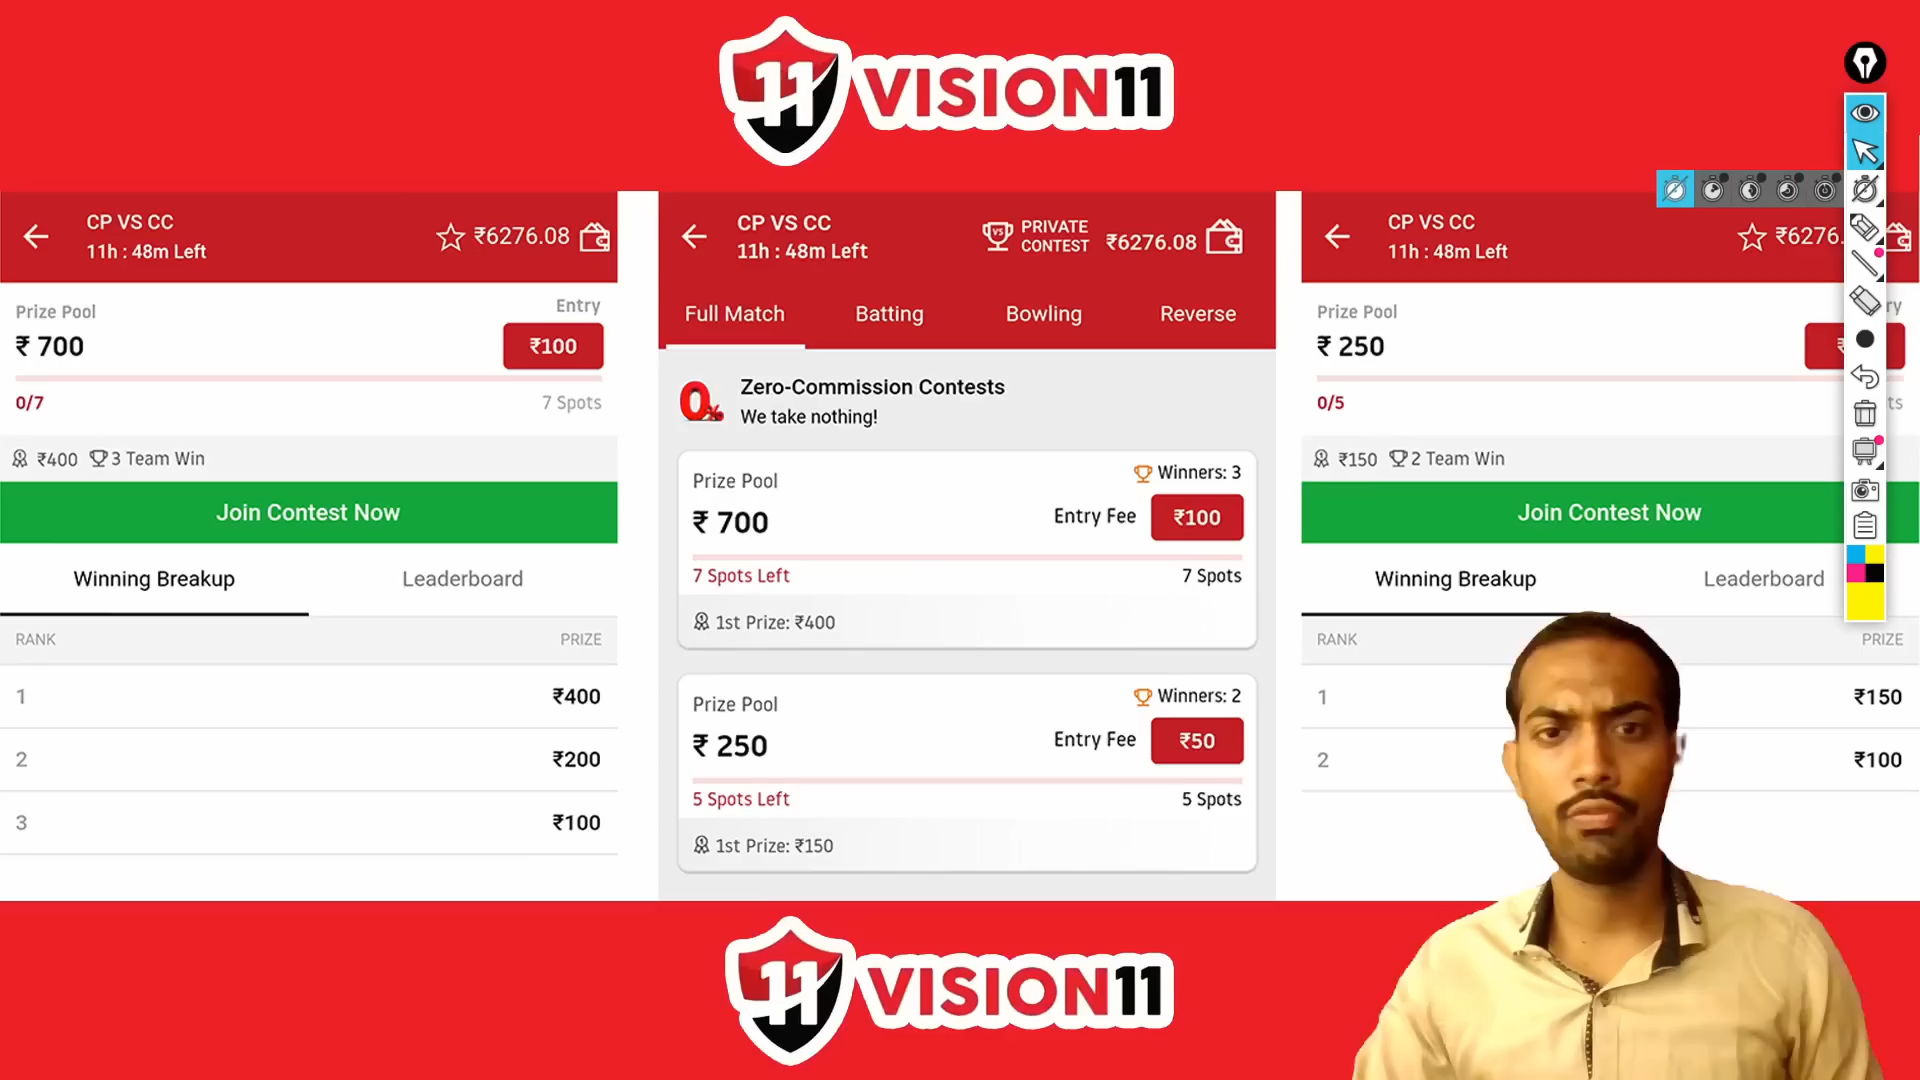 11 VISION11
CP VS CC
11h : 48m Left
₹6276.08
Prize Pool
Entry
₹ 700
₹100
0/7
7 Spots
₹400
3 Team Win
Join Contest Now
Winning Breakup
Leaderboard
RANK
PRIZE
1
₹400
2
₹200
3
₹100
CP VS CC
11h : 48m Left
VS
PRIVATE
CONTEST
₹6276.08
Full Match
Batting
Bowling
Reverse
0%
Zero-Commission Contests
We take nothing!
Winners: 3
Prize Pool
₹ 700
Entry Fee
₹100
7 Spots Left
7 Spots
1st Prize: ₹400
Winners: 2
Prize Pool
₹ 250
Entry Fee
₹50
5 Spots Left
5 Spots
1st Prize: ₹150
CP VS CC
11h : 48m Left
₹6276.
Prize Pool
₹ 250
0/5
₹150
2 Team Win
Join Contest Now
Winning Breakup
Leaderboard
RANK
PRIZE
1
₹150
2
₹100
11 VISION11